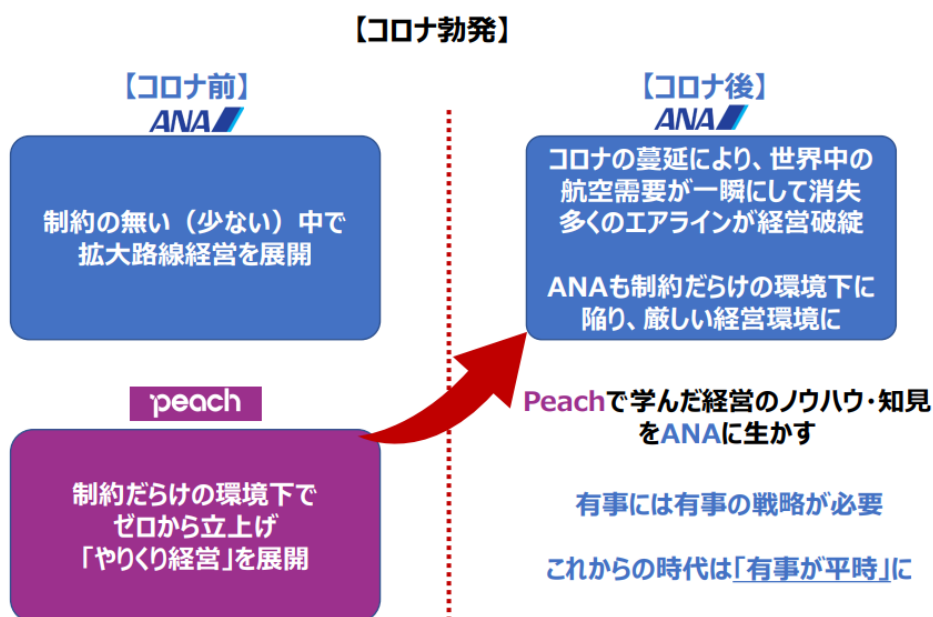 【コロナ勃発】
【コロナ前】
ANA
制約の無い（少ない）中で
拡大路線経営を展開
peach
制約だらけの環境下で
ゼロから立上げ
「やりくり経営」を展開
【コロナ後】
ANA
コロナの蔓延により、世界中の
航空需要が一瞬にして消失
多くのエアラインが経営破綻
ANAも制約だらけの環境下に
陥り、厳しい経営環境に
Peachで学んだ経営のノウハウ・知見
をANAに生かす
有事には有事の戦略が必要
これからの時代は「有事が平時」に